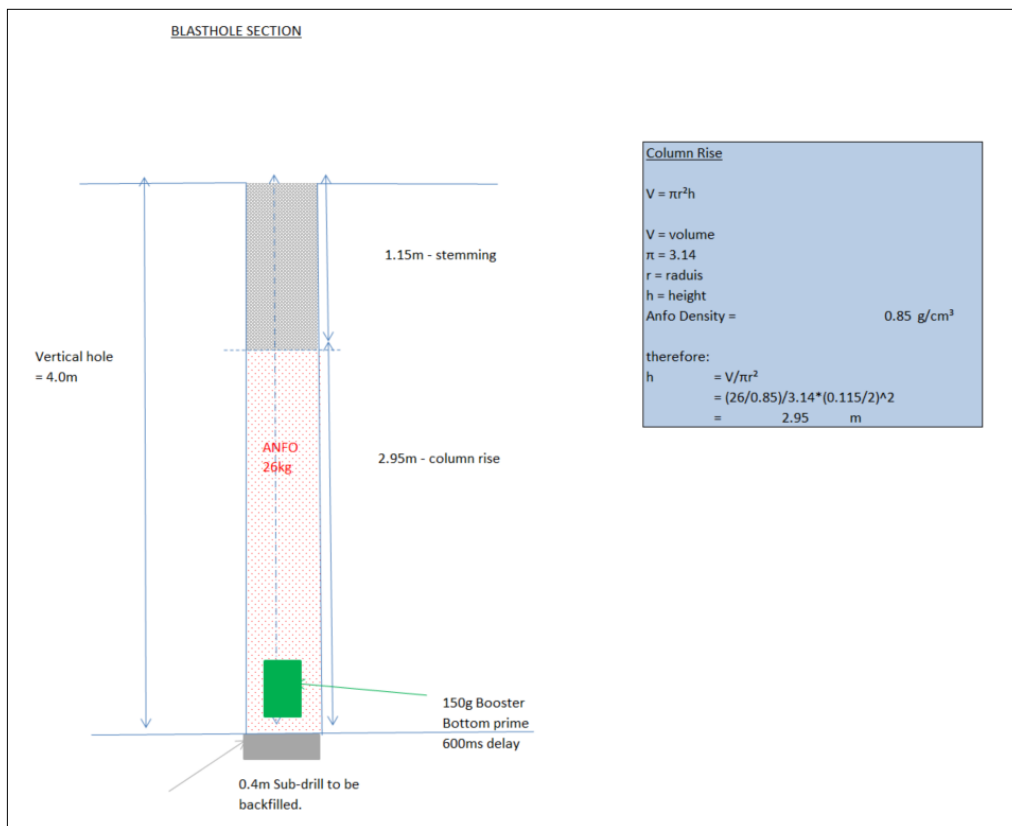 BLASTHOLE SECTION
Column Rise
V = πr²h
V = volume
π = 3.14
r = raduis
h = height
Anfo Density = 0.85 g/cm³
therefore:
h = V/πr²
= (26/0.85)/3.14*(0.115/2)^2
= 2.95 m
1.15m - stemming
Vertical hole
= 4.0m
ANFO
26kg
2.95m - column rise
150g Booster
Bottom prime
600ms delay
0.4m Sub-drill to be
backfilled.